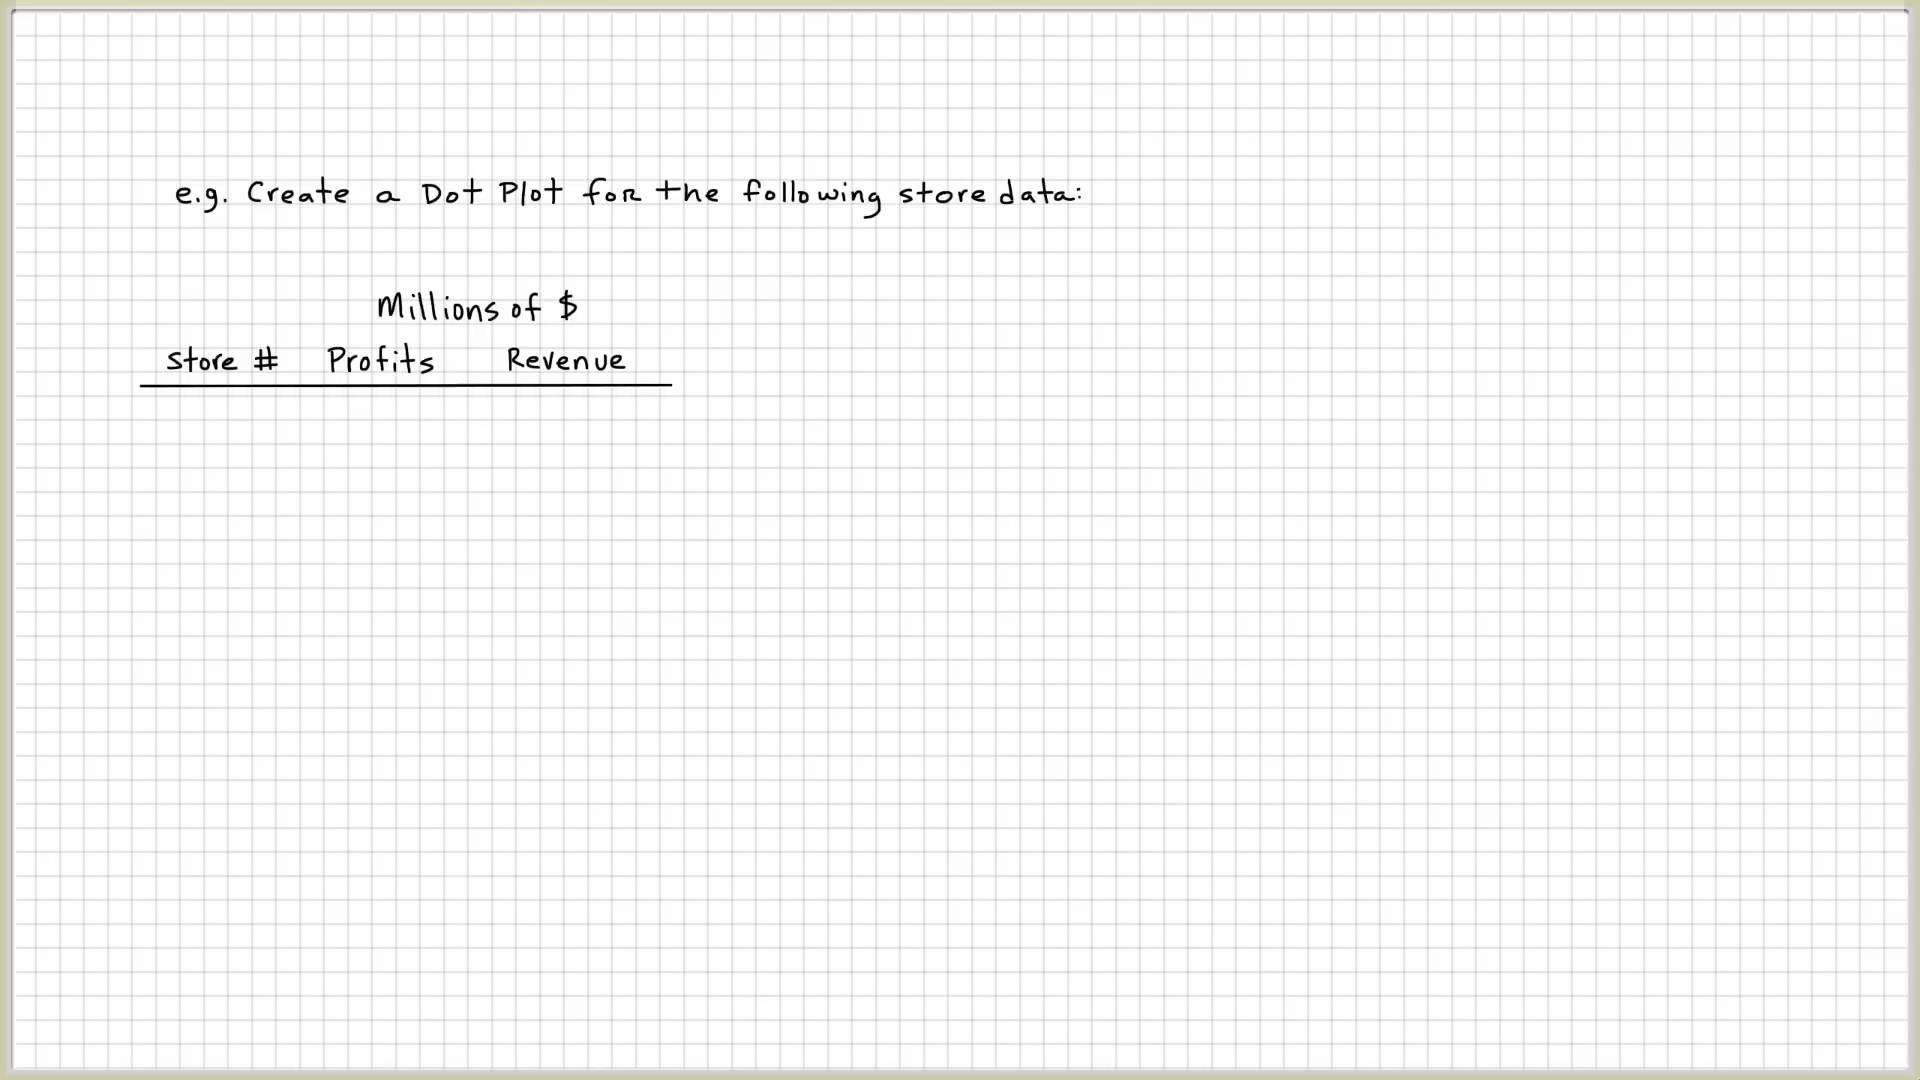 e.g. Create a Dot Plot for the following store data:
Millions of $
Store # Profits Revenue